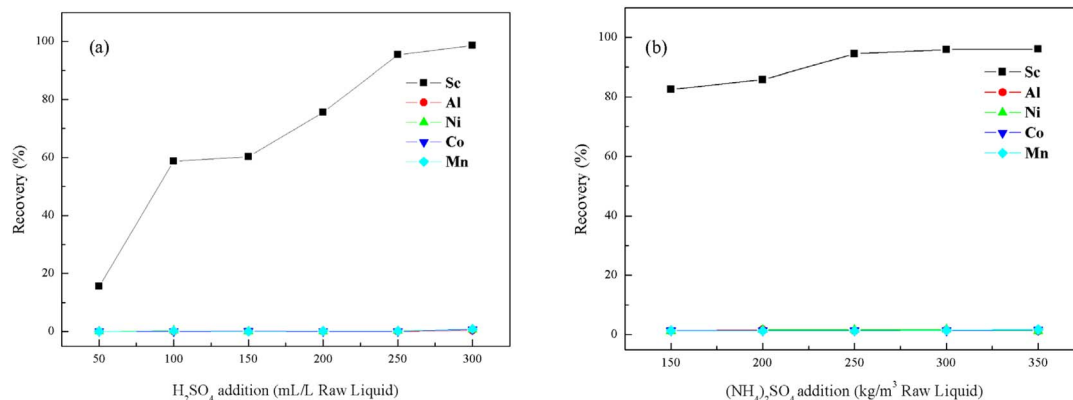 (a)
100
80
60
40
20
0
Recovery (%)
Sc
Al
Ni
Co
Mn
50 100 150 200 250 300
H₂SO₄ addition (mL/L Raw Liquid)
(b)
100
80
60
40
20
0
Recovery (%)
Sc
Al
Ni
Co
Mn
150 200 250 300 350
(NH₄)₂SO₄ addition (kg/m³ Raw Liquid)